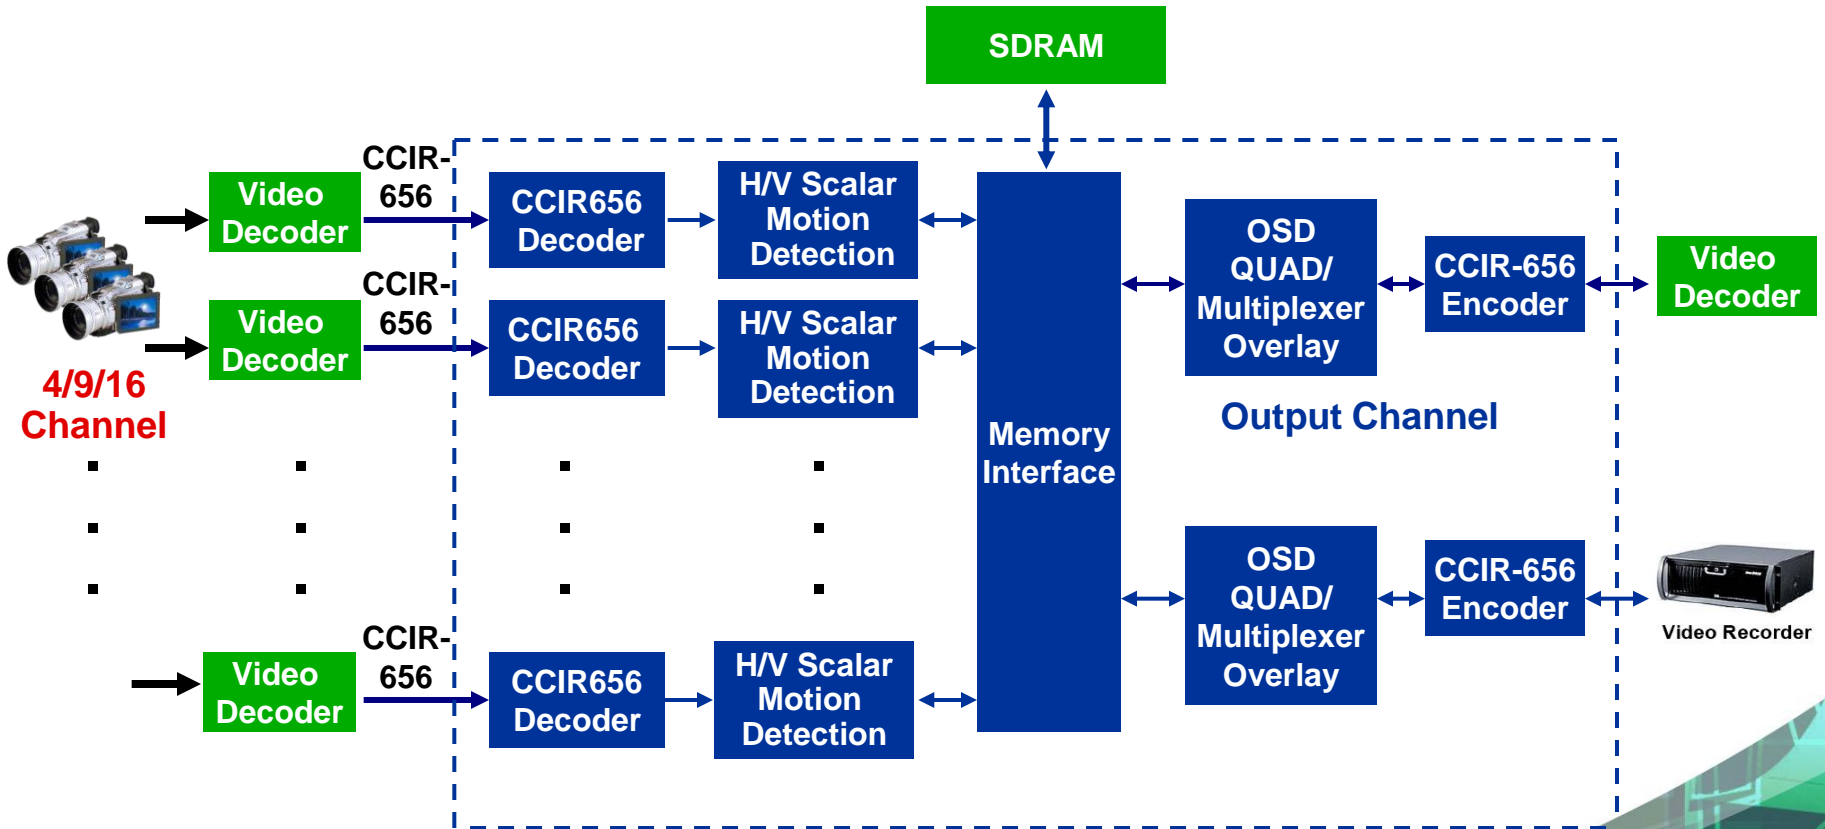 SDRAM
CCIR-
656
Video
Decoder
CCIR656
Decoder
H/V Scalar
Motion
Detection
OSD
QUAD/
Multiplexer
Overlay
CCIR-656
Encoder
Video
Decoder
CCIR-
656
Video
Decoder
CCIR656
Decoder
H/V Scalar
Motion
Detection
4/9/16
Channel
Output Channel
Memory
Interface
OSD
QUAD/
Multiplexer
Overlay
CCIR-656
Encoder
Video Recorder
CCIR-
656
Video
Decoder
CCIR656
Decoder
H/V Scalar
Motion
Detection